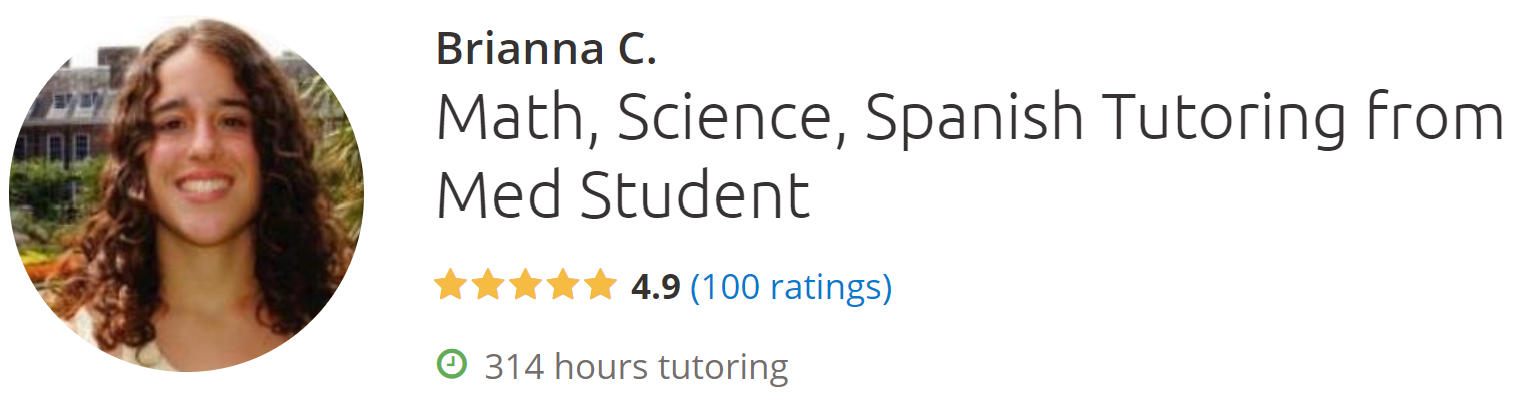 Brianna C.
Math, Science, Spanish Tutoring from
Med Student
4.9 (100 ratings)
314 hours tutoring